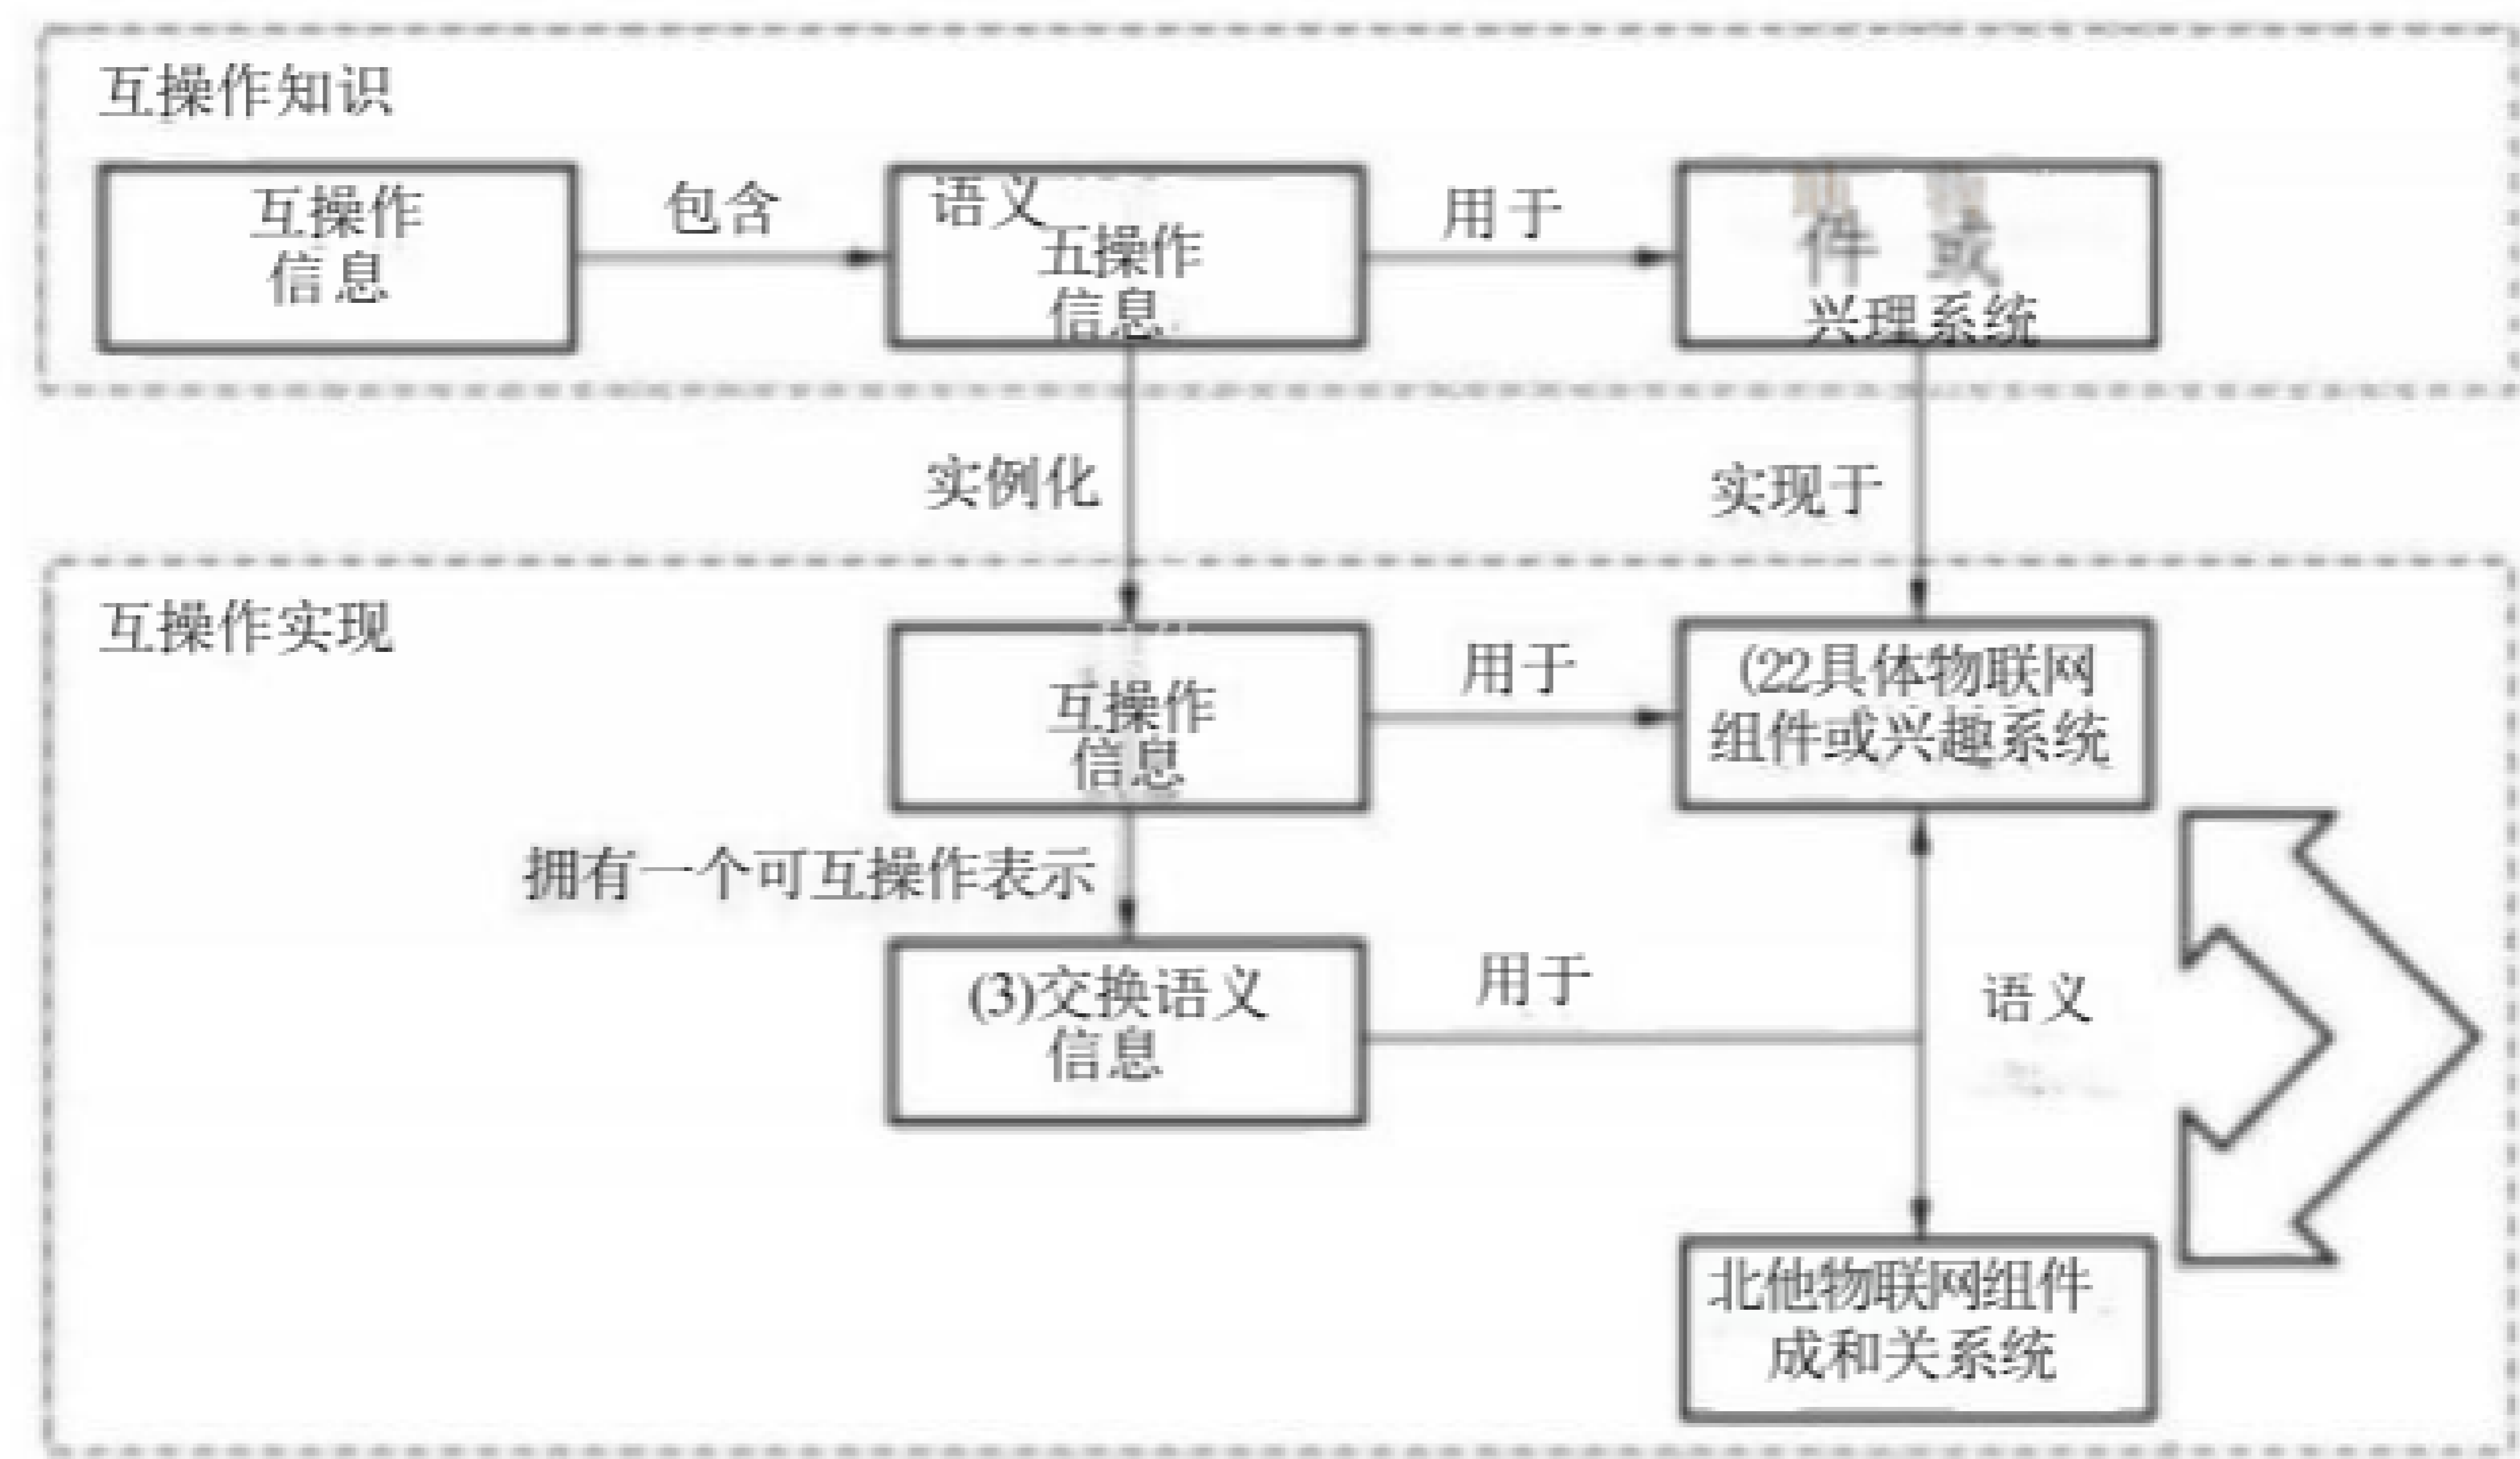 互操作知识
互操作
信息
包含
语义
五操作
信息
用于
件 或
兴理系统
实例化
实现于
互操作实现
互操作
信息
用于
(22具体物联网
组件或兴趣系统
拥有一个可互操作表示
(3)交换语义
信息
用于
语义
北他物联网组件
成和关系统